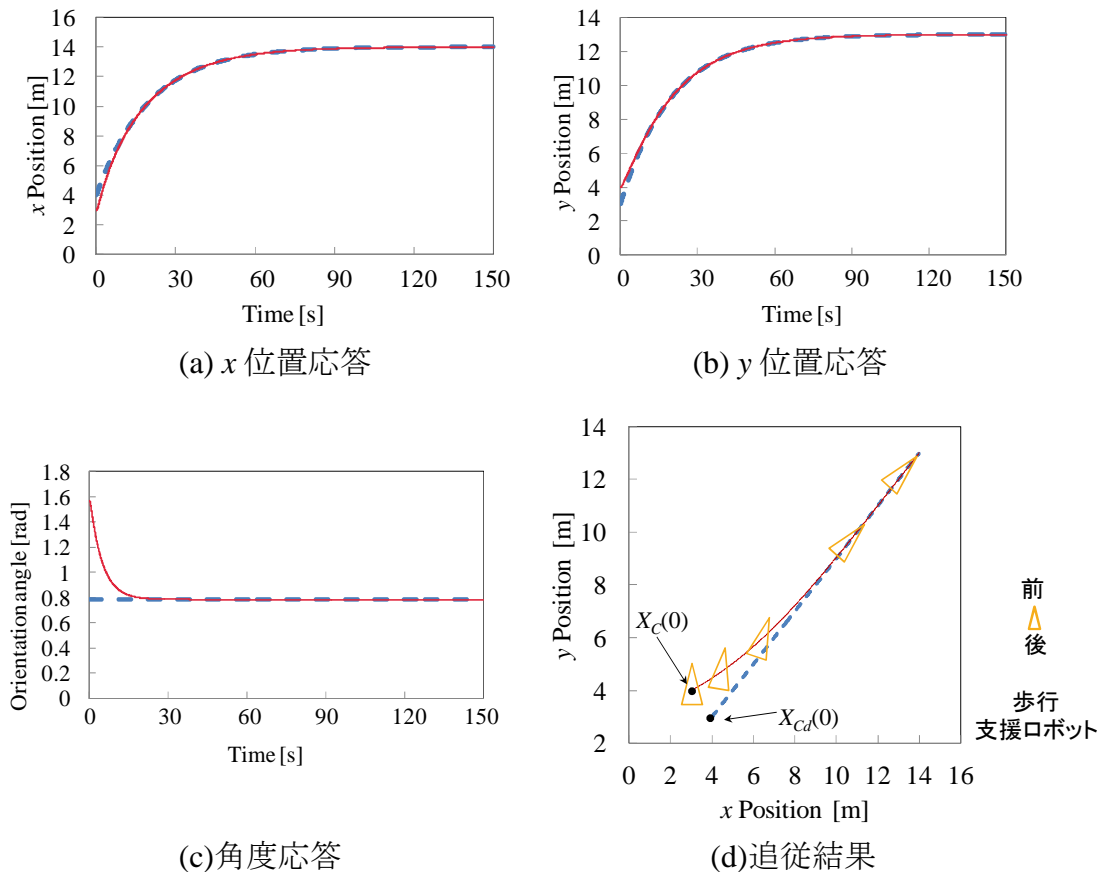 16
14
12
10
8
6
4
2
0
x Position [m]
0 30 60 90 120 150
Time [s]
(a) x 位置応答
14
12
10
8
6
4
2
0
y Position [m]
0 30 60 90 120 150
Time [s]
(b) y 位置応答
1.8
1.6
1.4
1.2
1
0.8
0.6
0.4
0.2
0
Orientation angle [rad]
0 30 60 90 120 150
Time [s]
(c)角度応答
14
12
10
8
6
4
2
y Position [m]
X_C(0)
X_{Cd}(0)
0 2 4 6 8 10 12 14 16
x Position [m]
(d)追従結果
前
後
歩行
支援ロボット